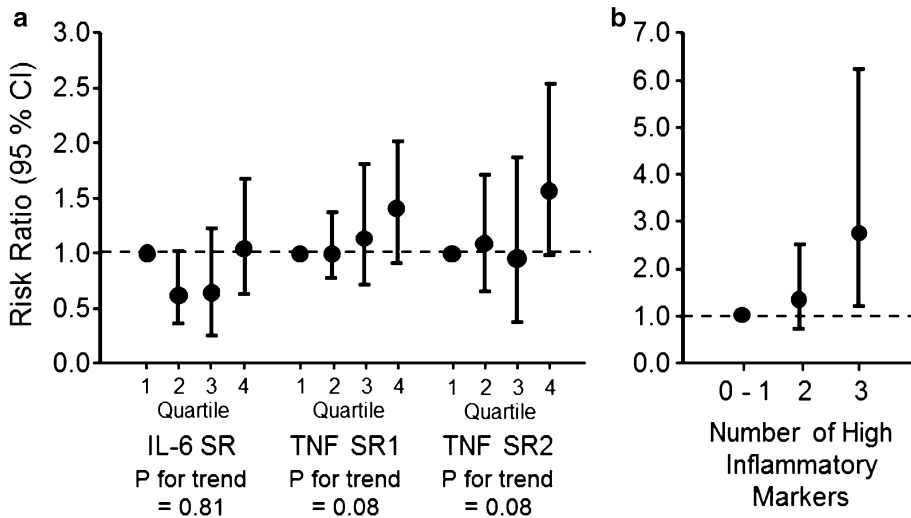 a
Risk Ratio (95 % CI)
3.0
2.5
2.0
1.5
1.0
0.5
0.0
1 2 3 4 1 2 3 4 1 2 3 4
Quartile Quartile Quartile
IL-6 SR TNF SR1 TNF SR2
P for trend P for trend P for trend
= 0.81 = 0.08 = 0.08
b
7.0
6.0
5.0
4.0
3.0
2.0
1.0
0.0
0 - 1 2 3
Number of High
Inflammatory
Markers